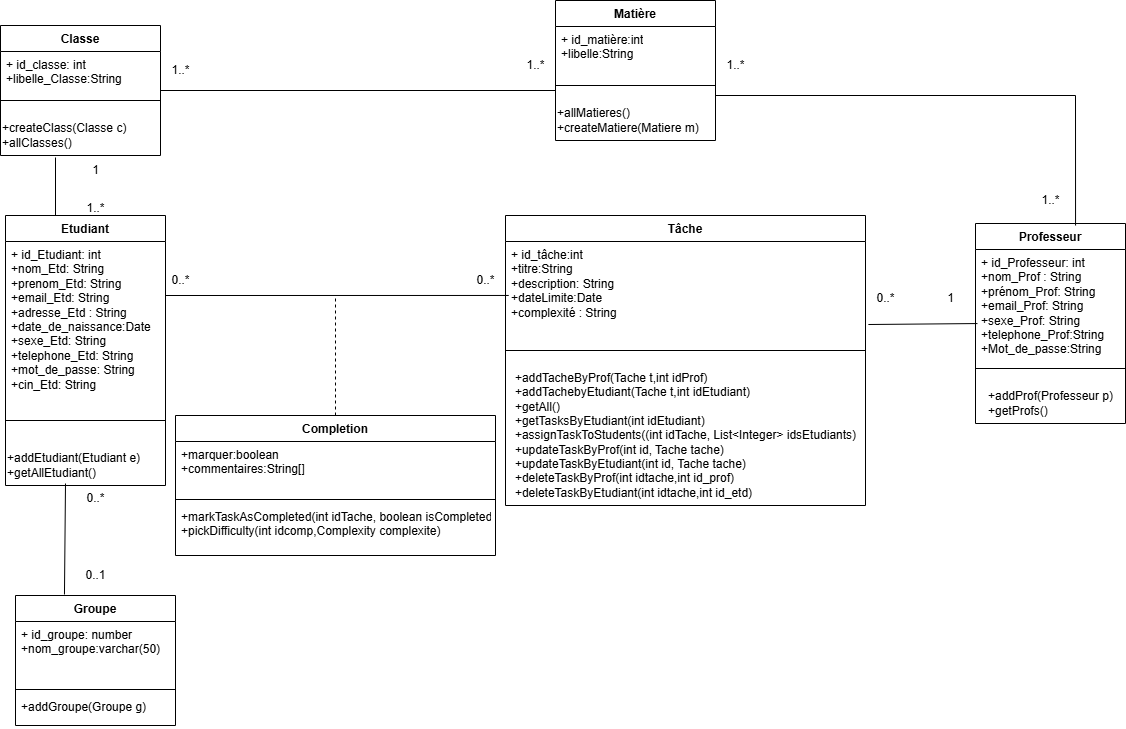 Matière
+ id_matière:int
+libelle:String
+allMatieres()
+createMatiere(Matiere m)
Classe
+ id_classe: int
+libelle_Classe:String
+createClass(Classe c)
+allClasses()
1..*
1..*
1..*
1
1..*
1..*
Etudiant
+ id_Etudiant: int
+nom_Etd: String
+prenom_Etd: String
+email_Etd: String
+adresse_Etd : String
+date_de_naissance:Date
+sexe_Etd: String
+telephone_Etd: String
+mot_de_passe: String
+cin_Etd: String
+addEtudiant(Etudiant e)
+getAllEtudiant()
0..*
0..*
Tâche
+ id_tâche:int
+titre:String
+description: String
+dateLimite:Date
+complexité : String
+addTacheByProf(Tache t,int idProf)
+addTachebyEtudiant(Tache t,int idEtudiant)
+getAll()
+getTasksByEtudiant(int idEtudiant)
+assignTaskToStudents((int idTache, List<Integer> idsEtudiants)
+updateTaskByProf(int id, Tache tache)
+updateTaskByEtudiant(int id, Tache tache)
+deleteTaskByProf(int idtache,int id_prof)
+deleteTaskByEtudiant(int idtache,int id_etd)
0..*
1
Professeur
+ id_Professeur: int
+nom_Prof : String
+prénom_Prof: String
+email_Prof: String
+sexe_Prof: String
+telephone_Prof:String
+Mot_de_passe:String
+addProf(Professeur p)
+getProfs()
Completion
+marquer:boolean
+commentaires:String[]
+markTaskAsCompleted(int idTache, boolean isCompleted
+pickDifficulty(int idcomp,Complexity complexite)
0..*
0..1
Groupe
+ id_groupe: number
+nom_groupe:varchar(50)
+addGroupe(Groupe g)